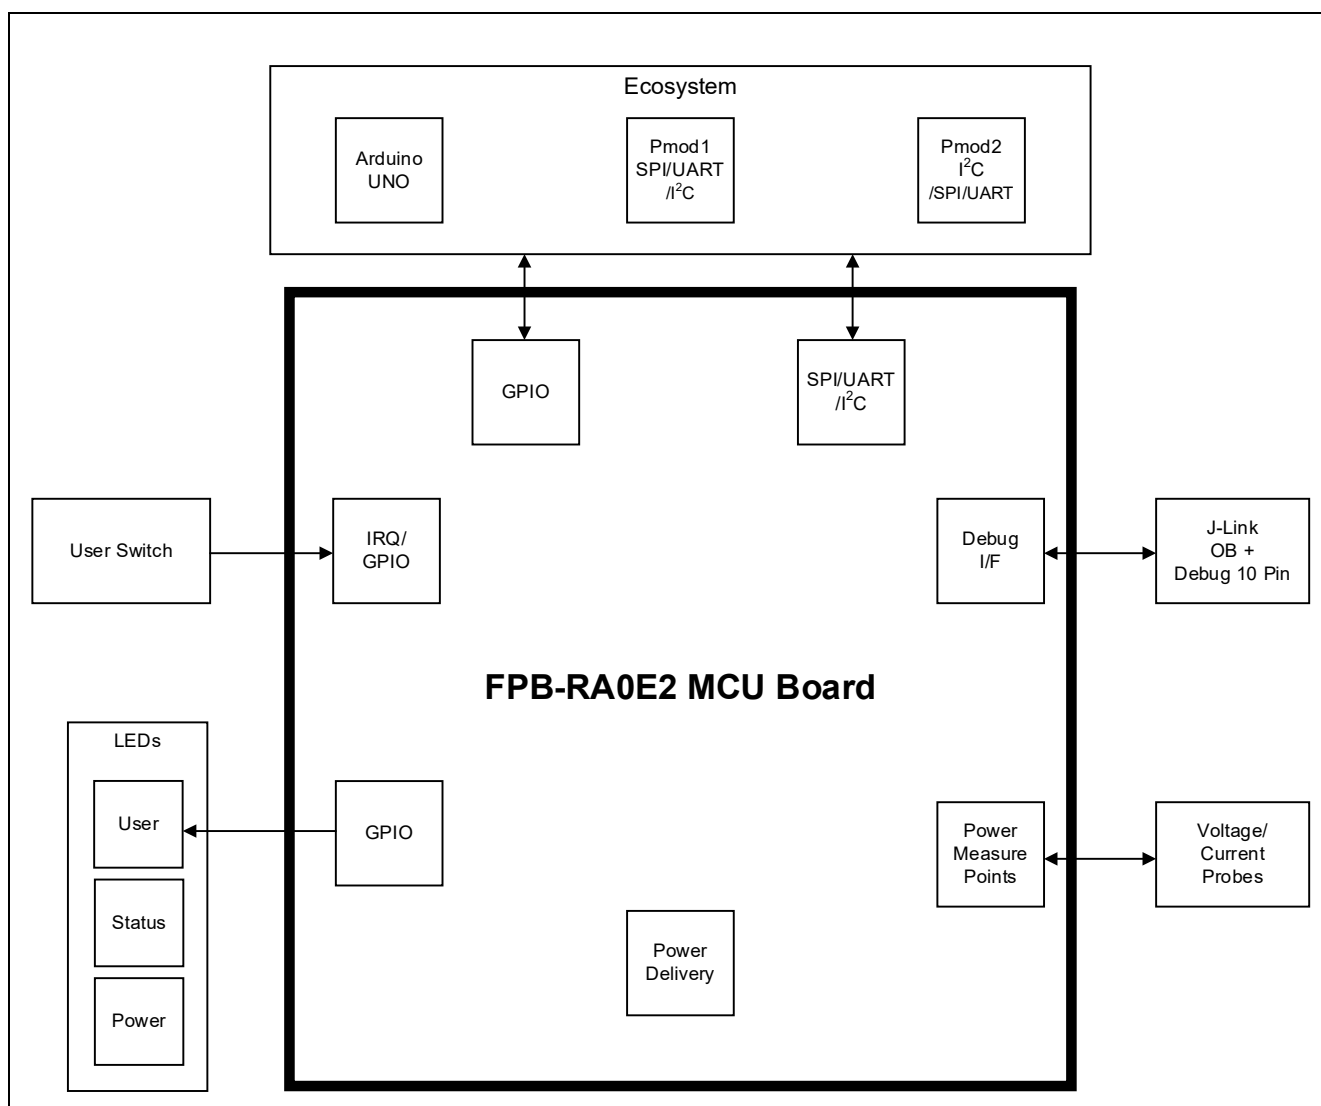 Ecosystem
Arduino
UNO
Pmod1
SPI/UART
/I²C
Pmod2
I²C
/SPI/UART
GPIO
SPI/UART
/I²C
User Switch
IRQ/
GPIO
Debug
I/F
J-Link
OB +
Debug 10 Pin
FPB-RA0E2 MCU Board
LEDs
User
Status
Power
GPIO
Power
Measure
Points
Voltage/
Current
Probes
Power
Delivery